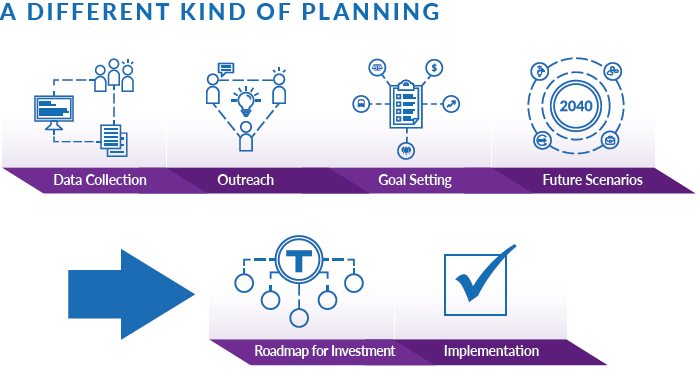 A DIFFERENT KIND OF PLANNING
$
2040
Data Collection
Outreach
Goal Setting
Future Scenarios
T
Roadmap for Investment
Implementation